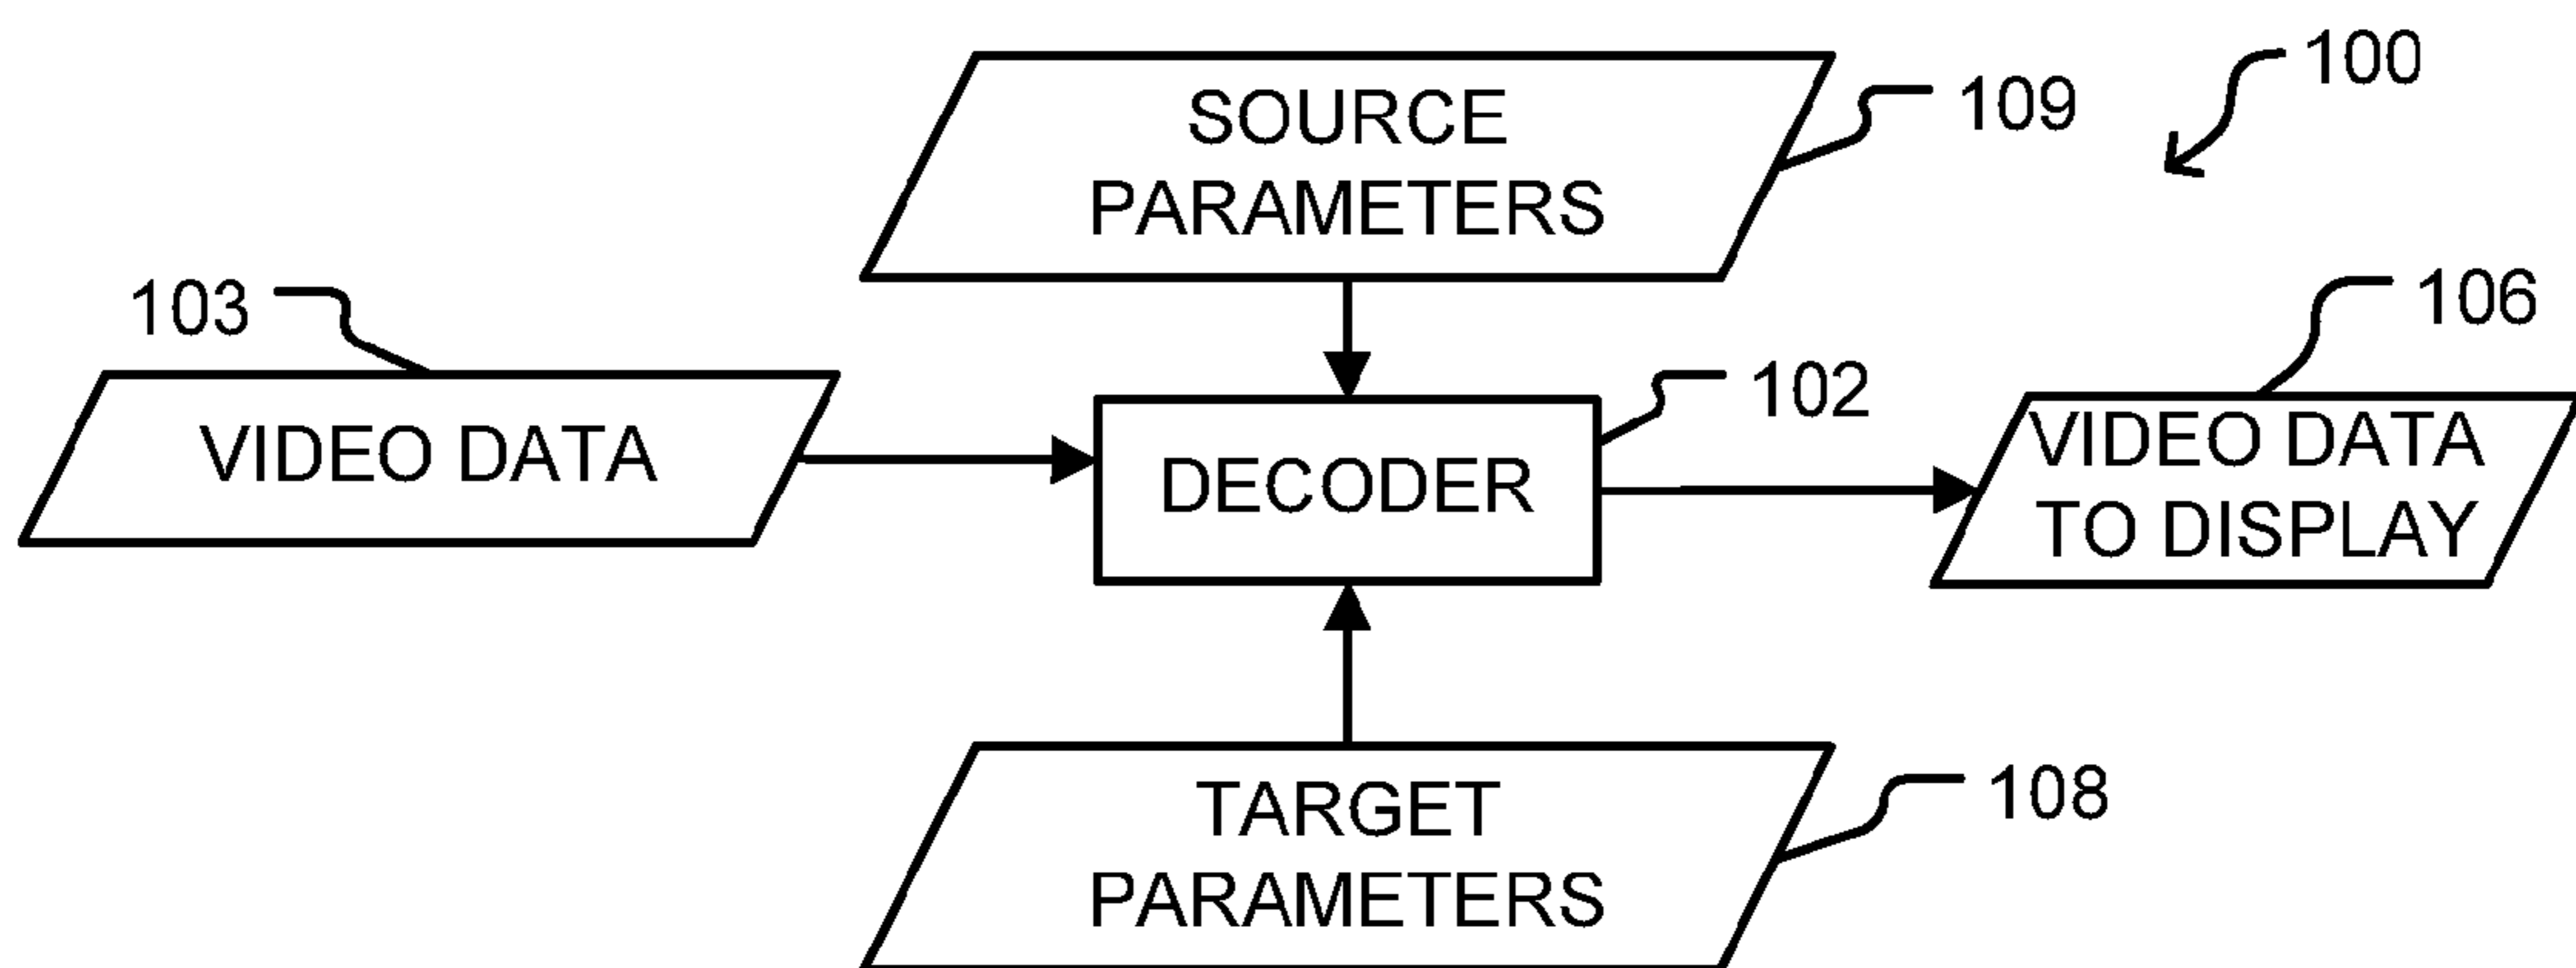 100
SOURCE
PARAMETERS
109
103
106
VIDEO DATA
102
DECODER
VIDEO DATA
TO DISPLAY
TARGET
PARAMETERS
108